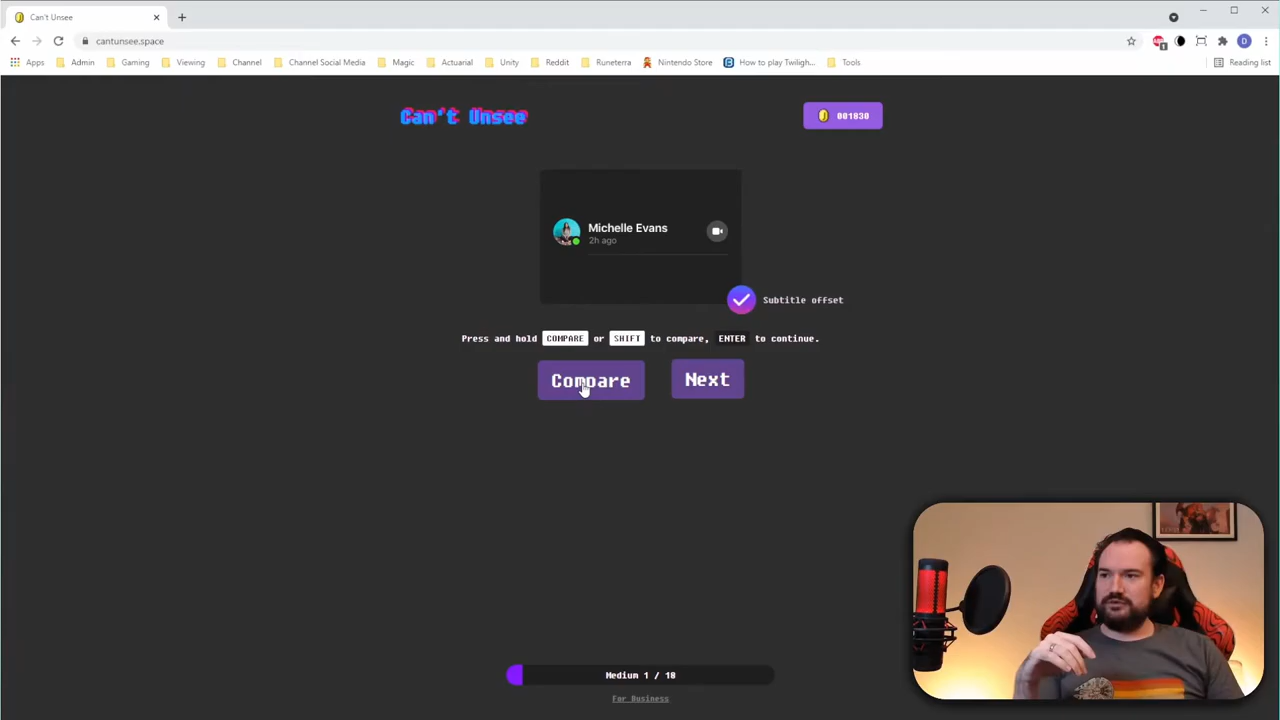 Can't Unsee
cantunsee.space
Apps Admin Gaming Viewing Channel Channel Social Media Magic Actuarial Unity Reddit Runeterra Nintendo Store How to play Twiligh... Tools Reading list
Can't Unsee
001830
Michelle Evans
2h ago
Subtitle offset
Press and hold COMPARE or SHIFT to compare, ENTER to continue.
Compare Next
Medium 1 / 18
For Business